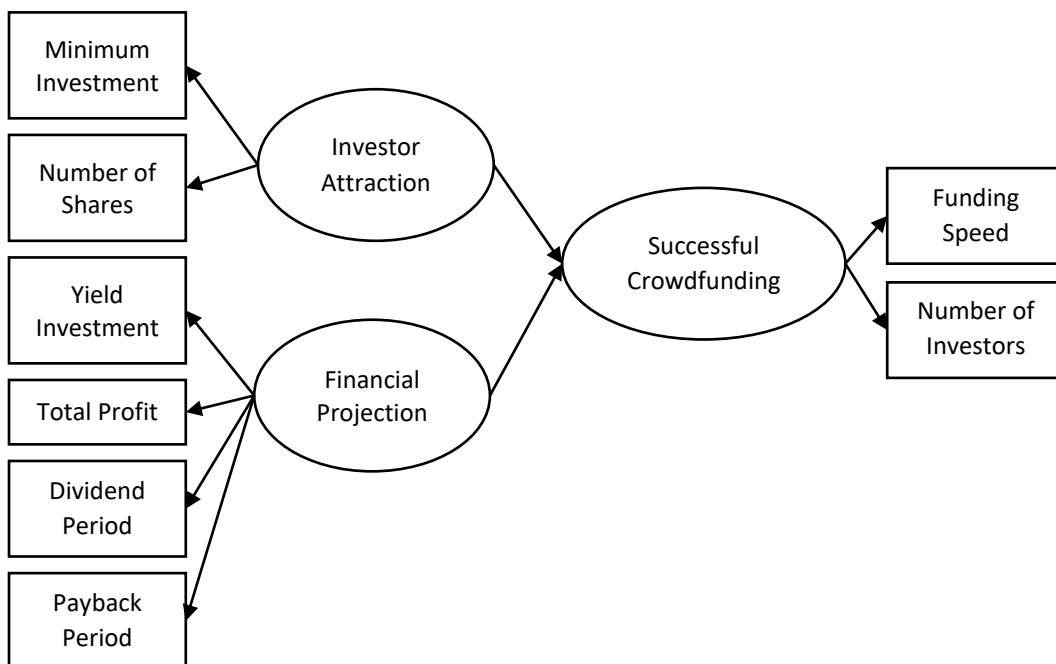 Minimum
Investment
Number of
Shares
Yield
Investment
Total Profit
Dividend
Period
Payback
Period
Investor
Attraction
Financial
Projection
Successful
Crowdfunding
Funding
Speed
Number of
Investors